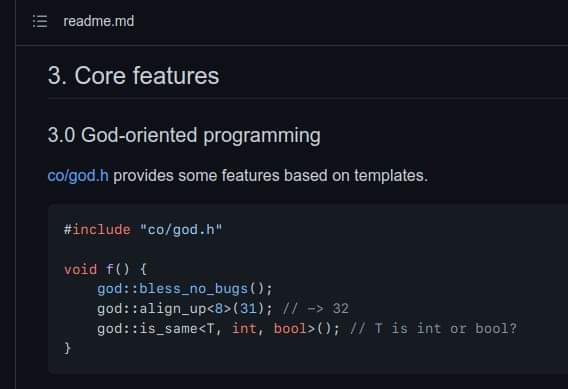 readme.md
3. Core features
3.0 God-oriented programming
co/god.h provides some features based on templates.
#include "co/god.h"
void f() {
    god::bless_no_bugs();
    god::align_up<8>(31); // —> 32
    god::is_same<T, int, bool>(); // T is int or bool?
}